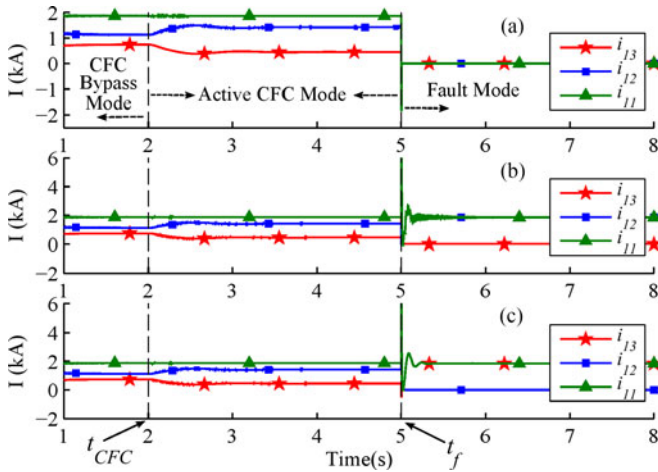 (a)
2
1
0
-1
-2
I (kA)
CFC
Bypass
Mode
Active CFC Mode
Fault Mode
i13
i12
i11
1 2 3 4 5 6 7 8
(b)
6
4
2
0
-2
I (kA)
i13
i12
i11
1 2 3 4 5 6 7 8
(c)
6
4
2
0
-2
I (kA)
i13
i12
i11
1 2 3 4 5 6 7 8
tCFC
Time(s)
tf